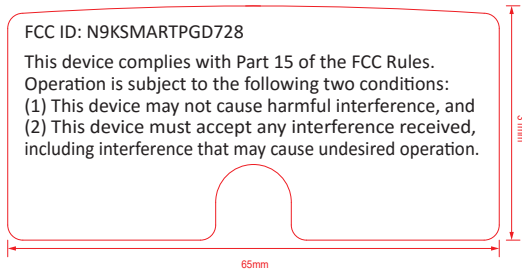 FCC ID: N9KSMARTPGD728
This device complies with Part 15 of the FCC Rules.
Operation is subject to the following two conditions:
(1) This device may not cause harmful interference, and
(2) This device must accept any interference received,
including interference that may cause undesired operation.
65mm